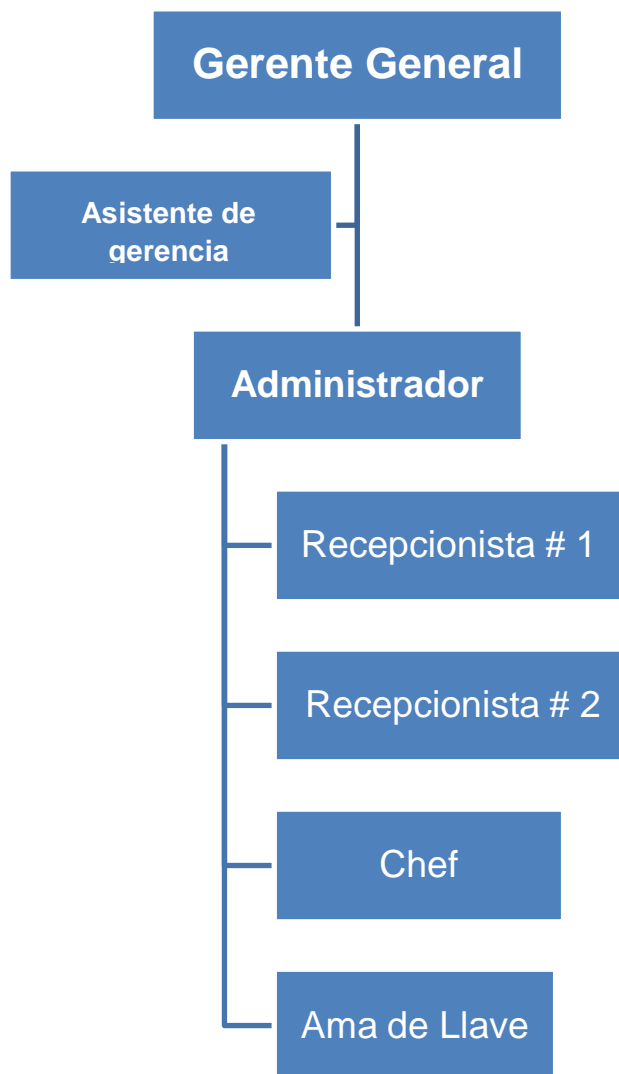 Gerente General
Asistente de
gerencia
Administrador
Recepcionista # 1
Recepcionista # 2
Chef
Ama de Llave